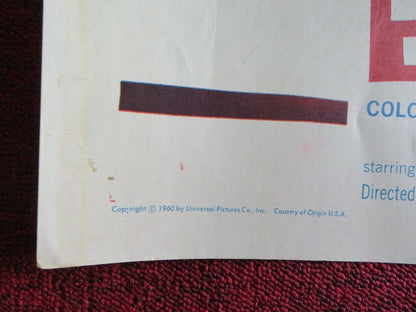 COLO
starring
Directed
Copyright © 1960 by Universal Pictures Co., Inc. Country of Origin U.S.A.